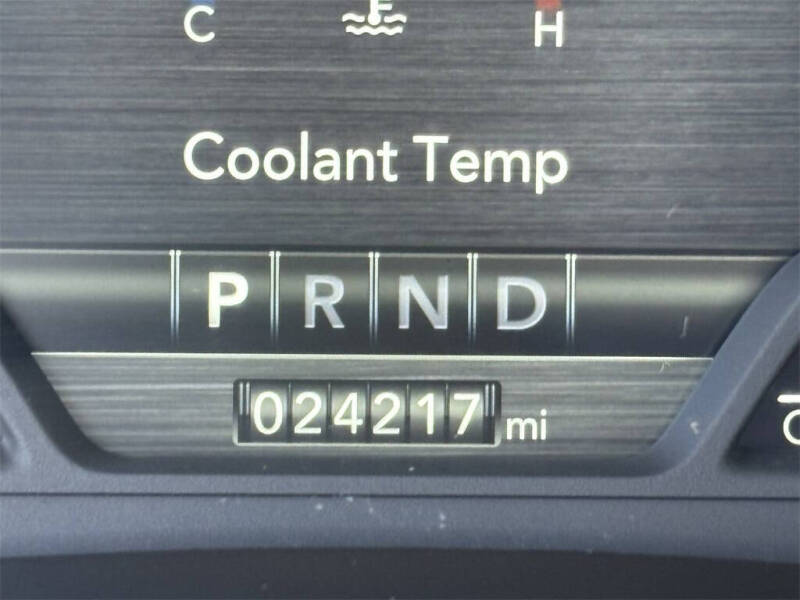 C H
Coolant Temp
P R N D
024217 mi